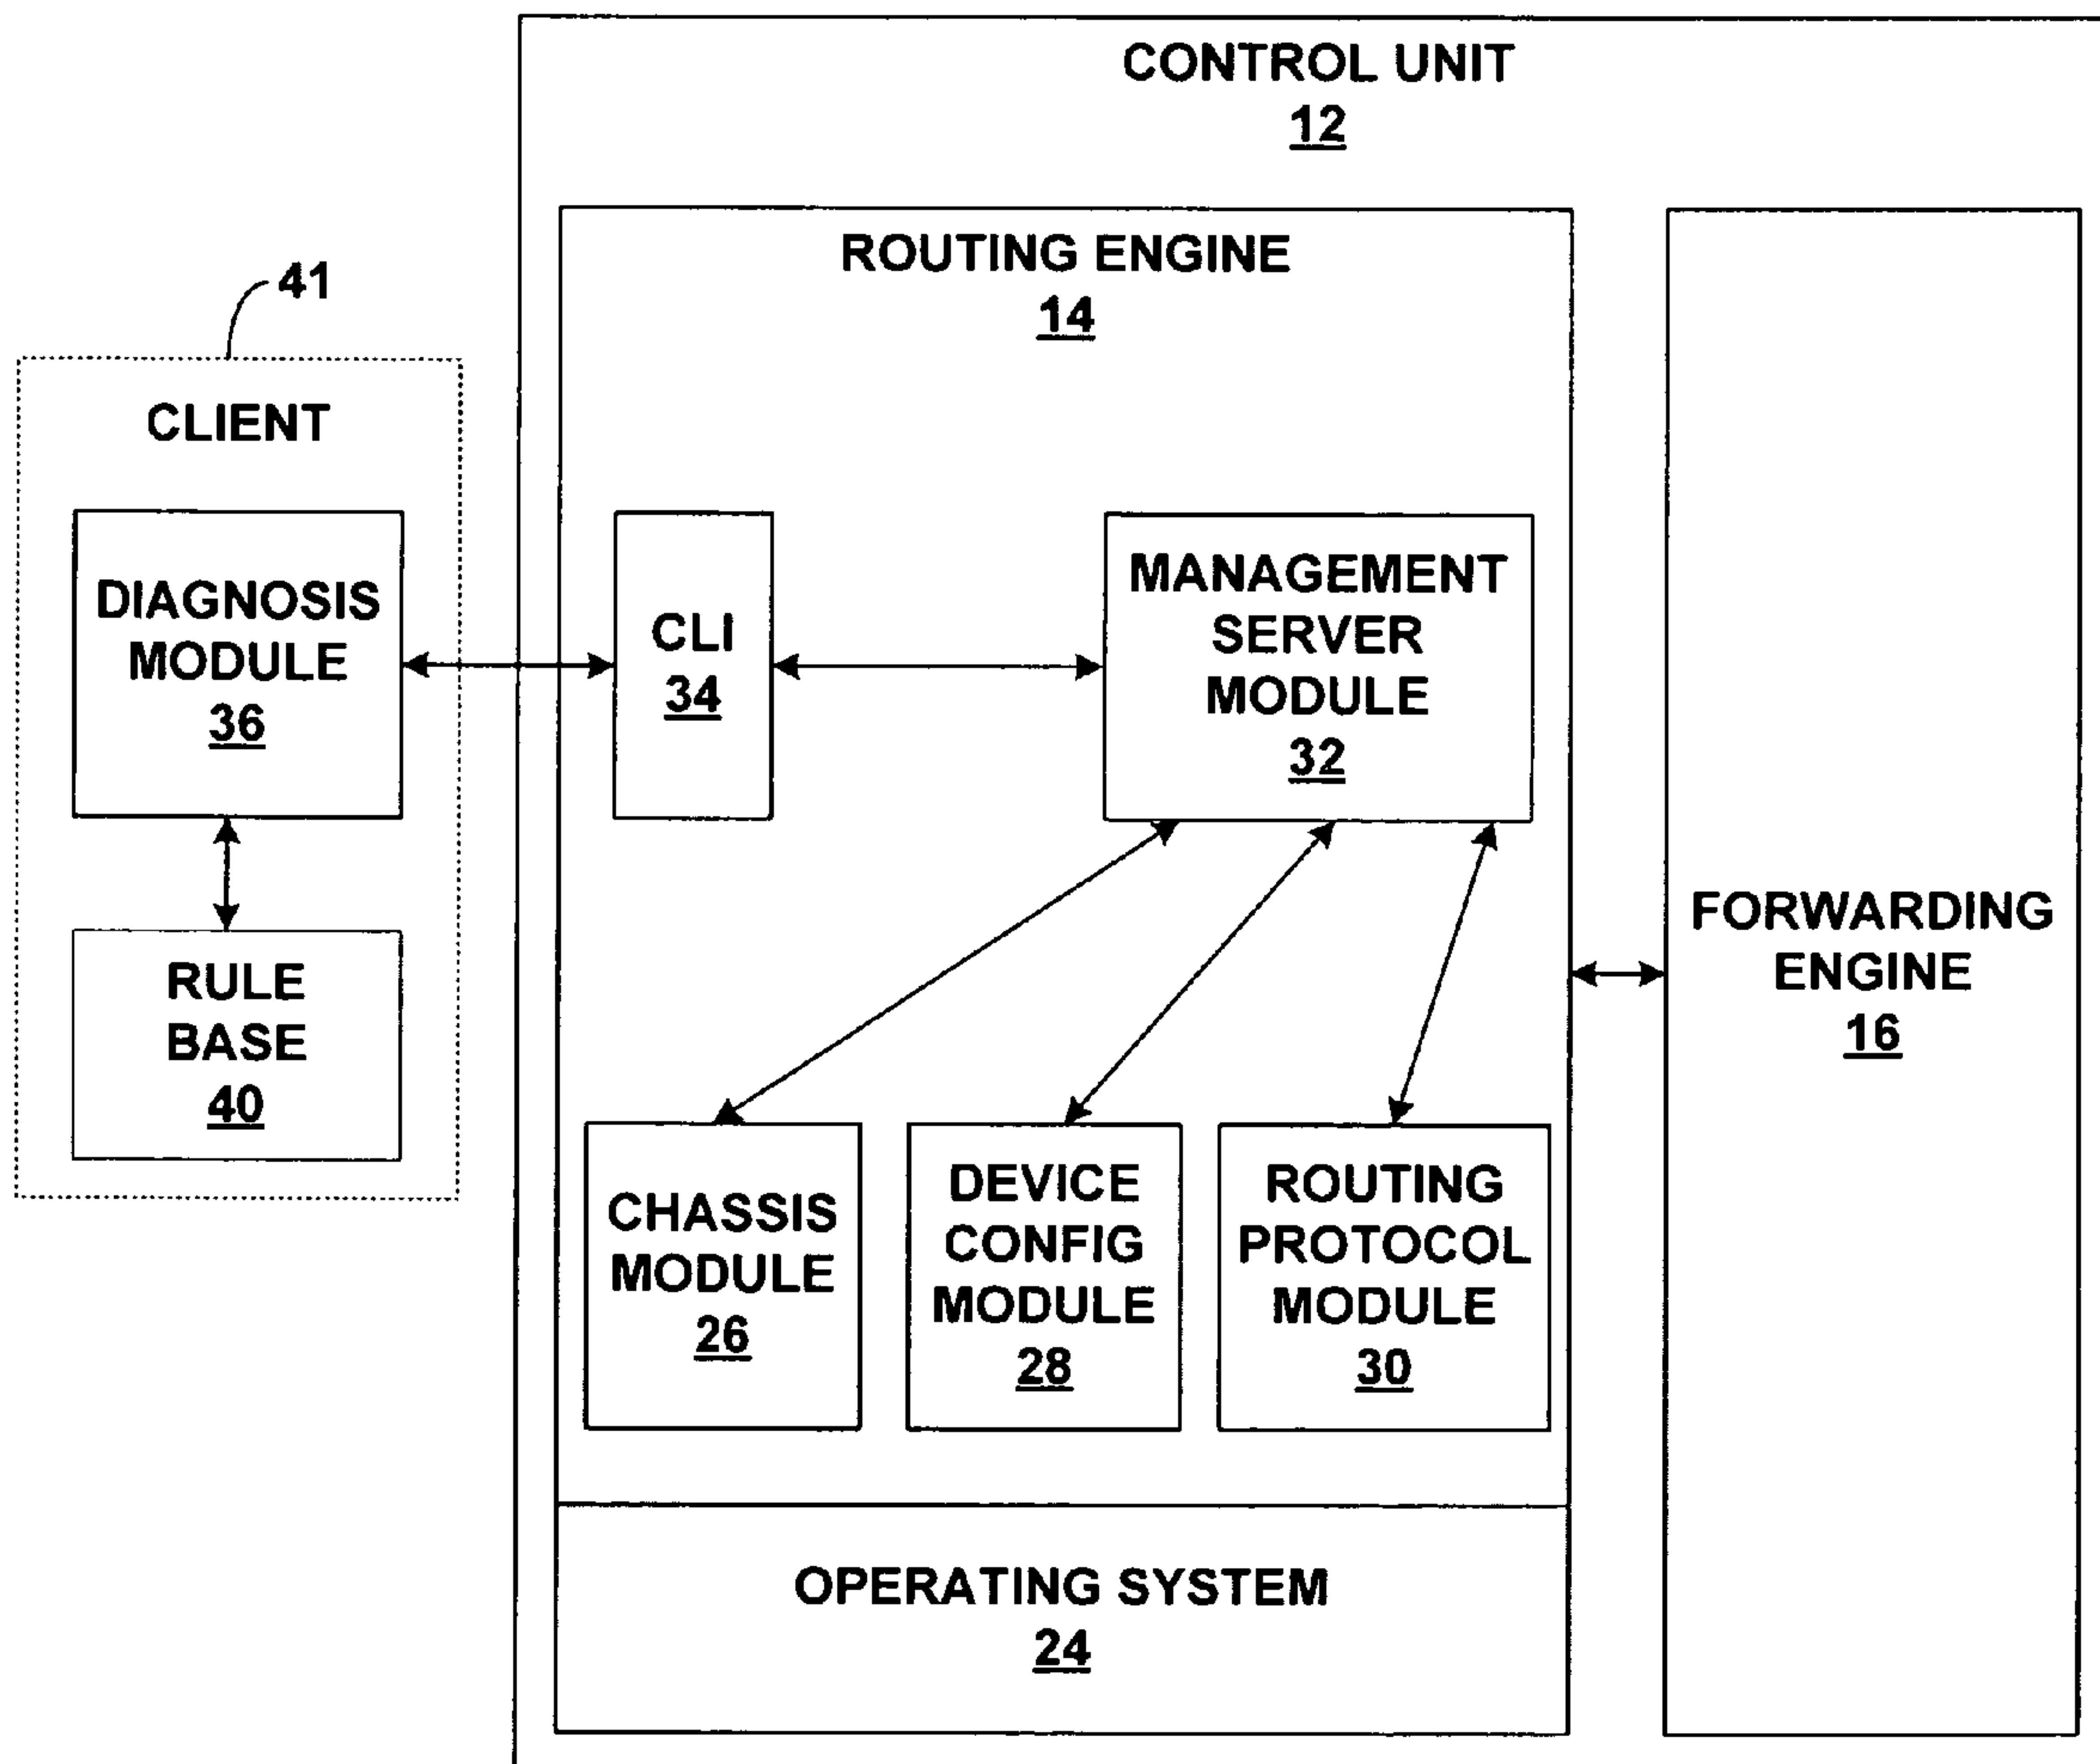 CONTROL UNIT
12
ROUTING ENGINE
14
41
CLIENT
DIAGNOSIS
MODULE
36
RULE
BASE
40
CLI
34
MANAGEMENT
SERVER
MODULE
32
CHASSIS
MODULE
26
DEVICE
CONFIG
MODULE
28
ROUTING
PROTOCOL
MODULE
30
OPERATING SYSTEM
24
FORWARDING
ENGINE
16